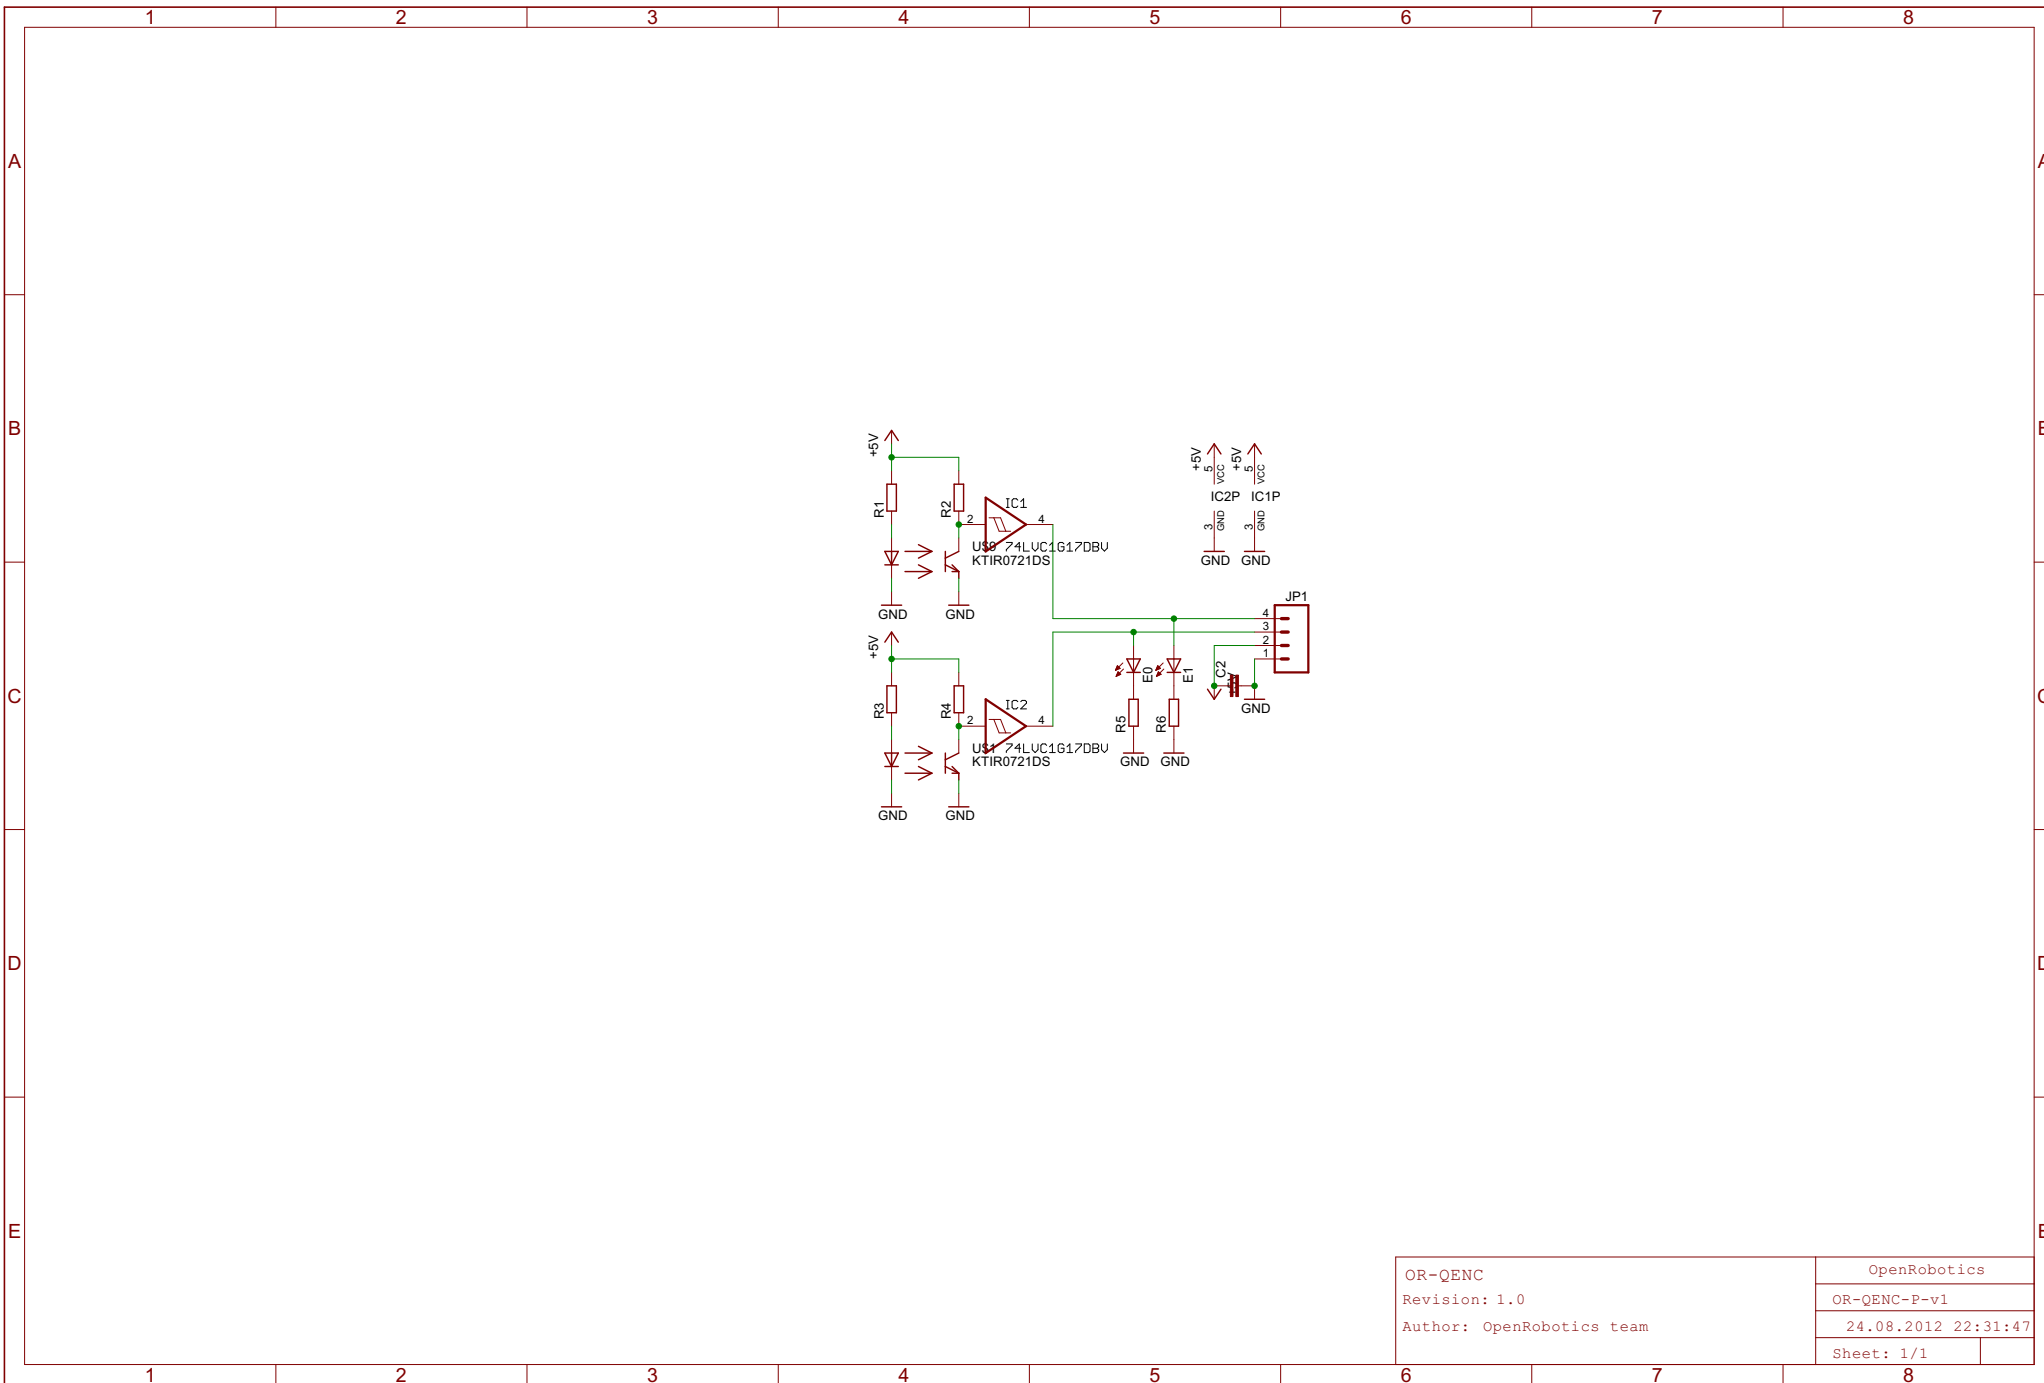 1 2 3 4 5 6 7 8
A A
B B
C C
D D
E E
+5V
R1
R2
2
IC1
4
U$0 74LVC1G17DBV
KTIR0721DS
GND GND
+5V
R3
R4
2
IC2
4
U$1 74LVC1G17DBV
KTIR0721DS
GND GND
+5V +5V
5 VCC 5 VCC
IC2P IC1P
3 GND 3 GND
GND GND
JP1
4
3
2
1
E0 E1
C2
GND
R5 R6
GND GND
OR-QENC
Revision: 1.0
Author: OpenRobotics team
OpenRobotics
OR-QENC-P-v1
24.08.2012 22:31:47
Sheet: 1/1
1 2 3 4 5 6 7 8